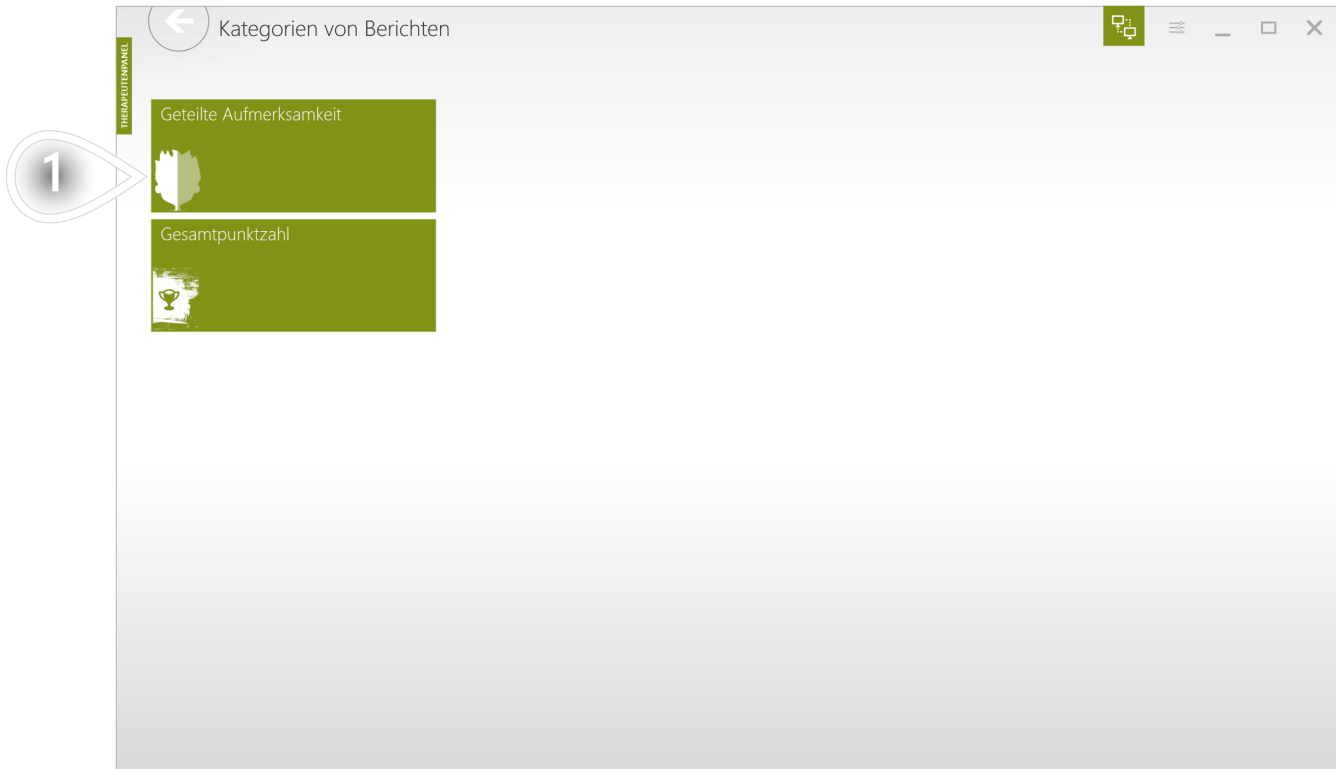 Kategorien von Berichten
THERAPEUTENPANEL
Geteilte Aufmerksamkeit
1
Gesamtpunktzahl